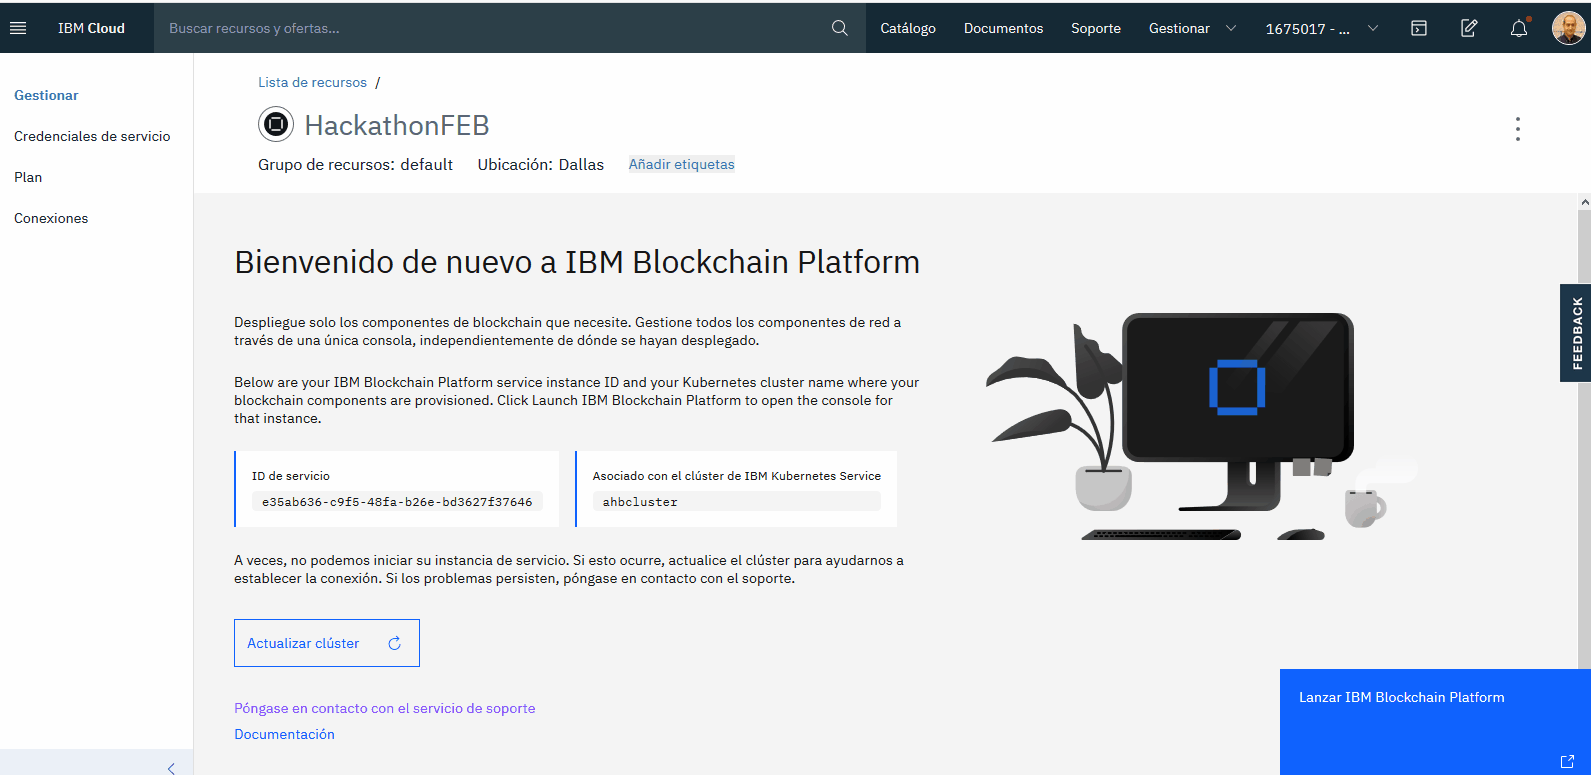 IBM Cloud
Buscar recursos y ofertas...
Catálogo
Documentos
Soporte
Gestionar
1675017 - ...
Gestionar
Credenciales de servicio
Plan
Conexiones
Lista de recursos /
HackathonFEB
Grupo de recursos: default
Ubicación: Dallas
Añadir etiquetas
Bienvenido de nuevo a IBM Blockchain Platform
Despliegue solo los componentes de blockchain que necesite. Gestione todos los componentes de red a
través de una única consola, independientemente de dónde se hayan desplegado.
Below are your IBM Blockchain Platform service instance ID and your Kubernetes cluster name where your
blockchain components are provisioned. Click Launch IBM Blockchain Platform to open the console for
that instance.
ID de servicio
e35ab636-c9f5-48fa-b26e-bd3627f37646
Asociado con el clúster de IBM Kubernetes Service
ahbcluster
A veces, no podemos iniciar su instancia de servicio. Si esto ocurre, actualice el clúster para ayudarnos a
establecer la conexión. Si los problemas persisten, póngase en contacto con el soporte.
Actualizar clúster
Póngase en contacto con el servicio de soporte
Documentación
FEEDBACK
Lanzar IBM Blockchain Platform